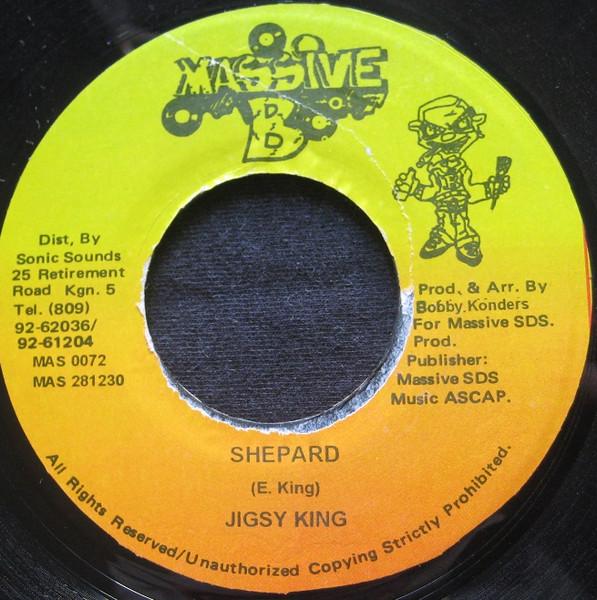 MASSIVE
B
Dist, By
Sonic Sounds
25 Retirement
Road Kgn. 5
Tel. (809)
92-62036/
92-61204
MAS 0072
MAS 281230
Prod. & Arr. By
Bobby Konders
For Massive SDS.
Prod.
Publisher:
Massive SDS
Music ASCAP.
SHEPARD
(E. King)
JIGSY KING
All Rights Reserved/Unauthorized Copying Strictly Prohibited.